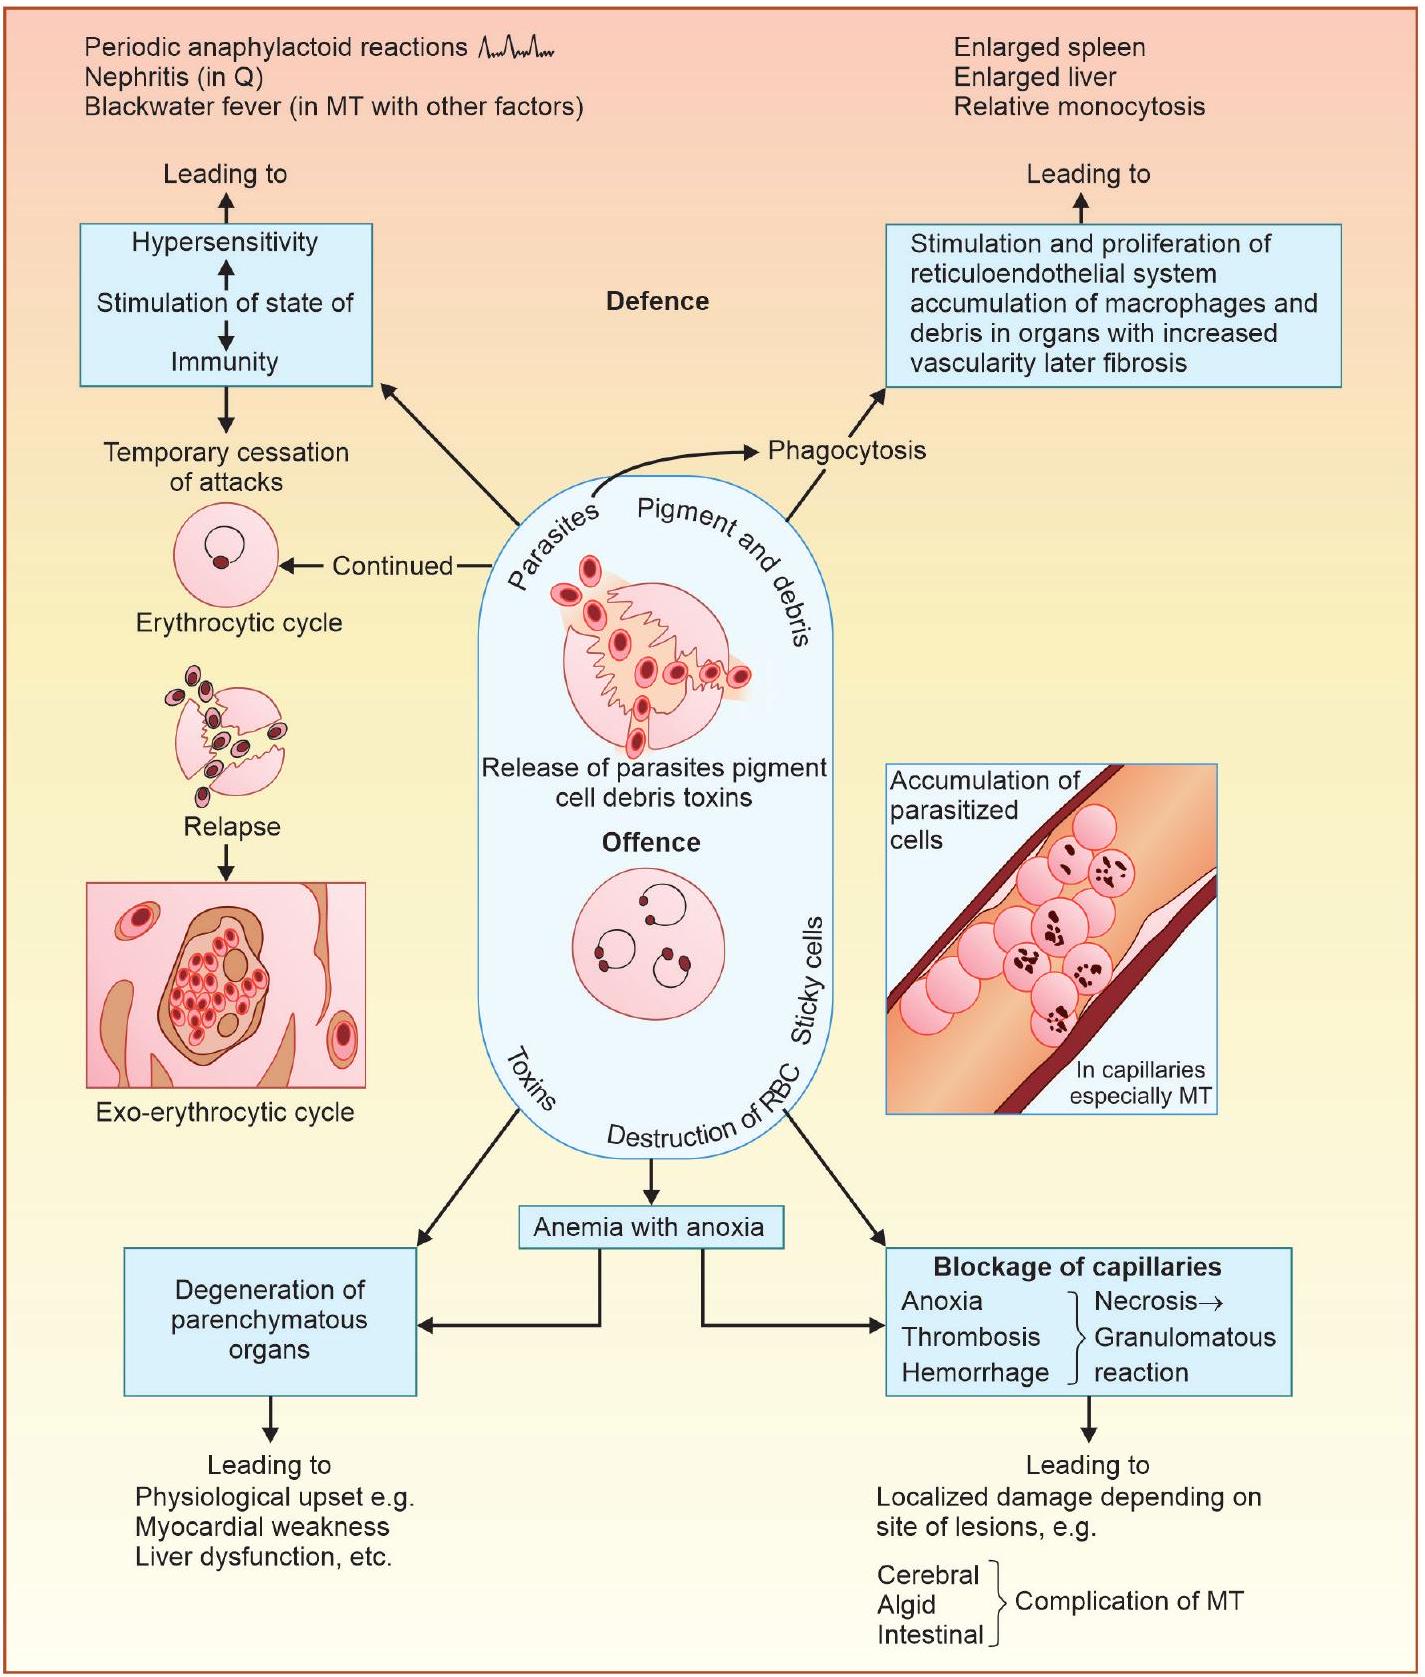 Periodic anaphylactoid reactions
Nephritis (in Q)
Blackwater fever (in MT with other factors)
Enlarged spleen
Enlarged liver
Relative monocytosis
Leading to
Leading to
Hypersensitivity
Stimulation of state of
Immunity
Defence
Stimulation and proliferation of
reticuloendothelial system
accumulation of macrophages and
debris in organs with increased
vascularity later fibrosis
Temporary cessation
of attacks
Phagocytosis
Continued
Erythrocytic cycle
Parasites
Pigment and debris
Release of parasites pigment
cell debris toxins
Offence
Relapse
Exo-erythrocytic cycle
Accumulation of
parasitized
cells
In capillaries
especially MT
Sticky cells
Toxins
Destruction of RBC
Anemia with anoxia
Degeneration of
parenchymatous
organs
Blockage of capillaries
Anoxia Necrosis→
Thrombosis Granulomatous
Hemorrhage reaction
Leading to
Physiological upset e.g.
Myocardial weakness
Liver dysfunction, etc.
Leading to
Localized damage depending on
site of lesions, e.g.
Cerebral
Algid
Intestinal
Complication of MT